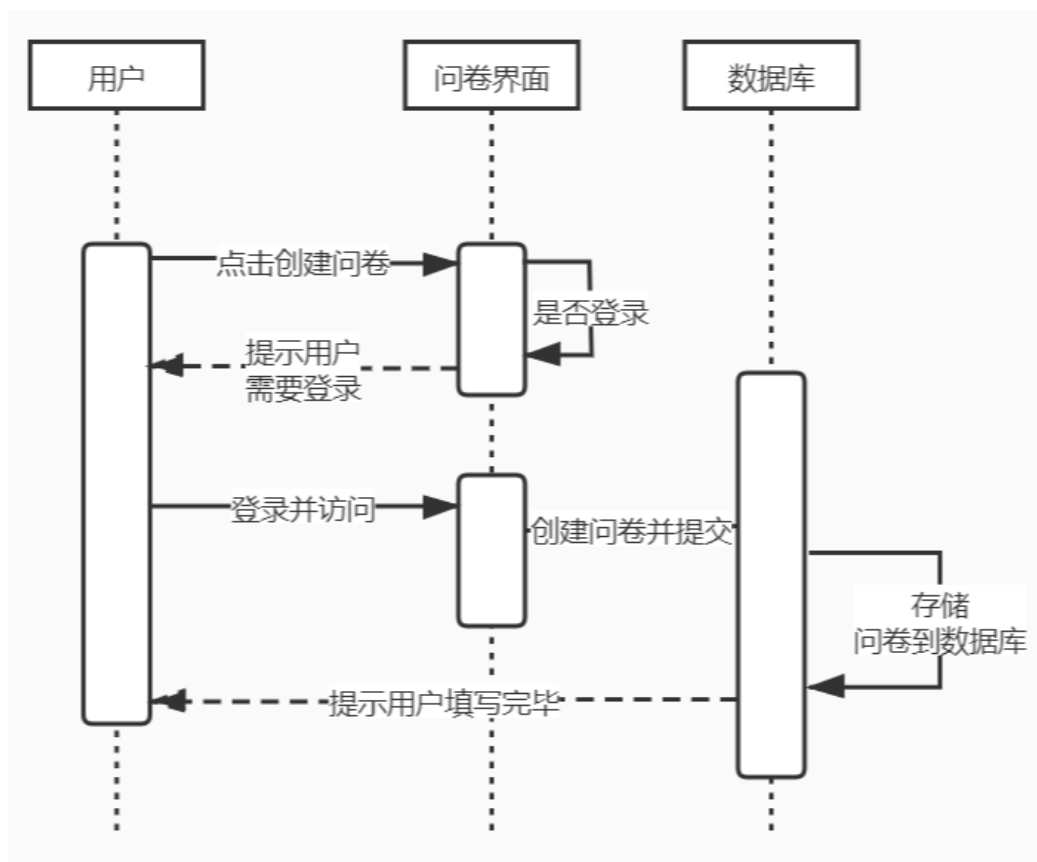 用户
问卷界面
数据库
点击创建问卷
是否登录
提示用户
需要登录
登录并访问
创建问卷并提交
存储
问卷到数据库
提示用户填写完毕